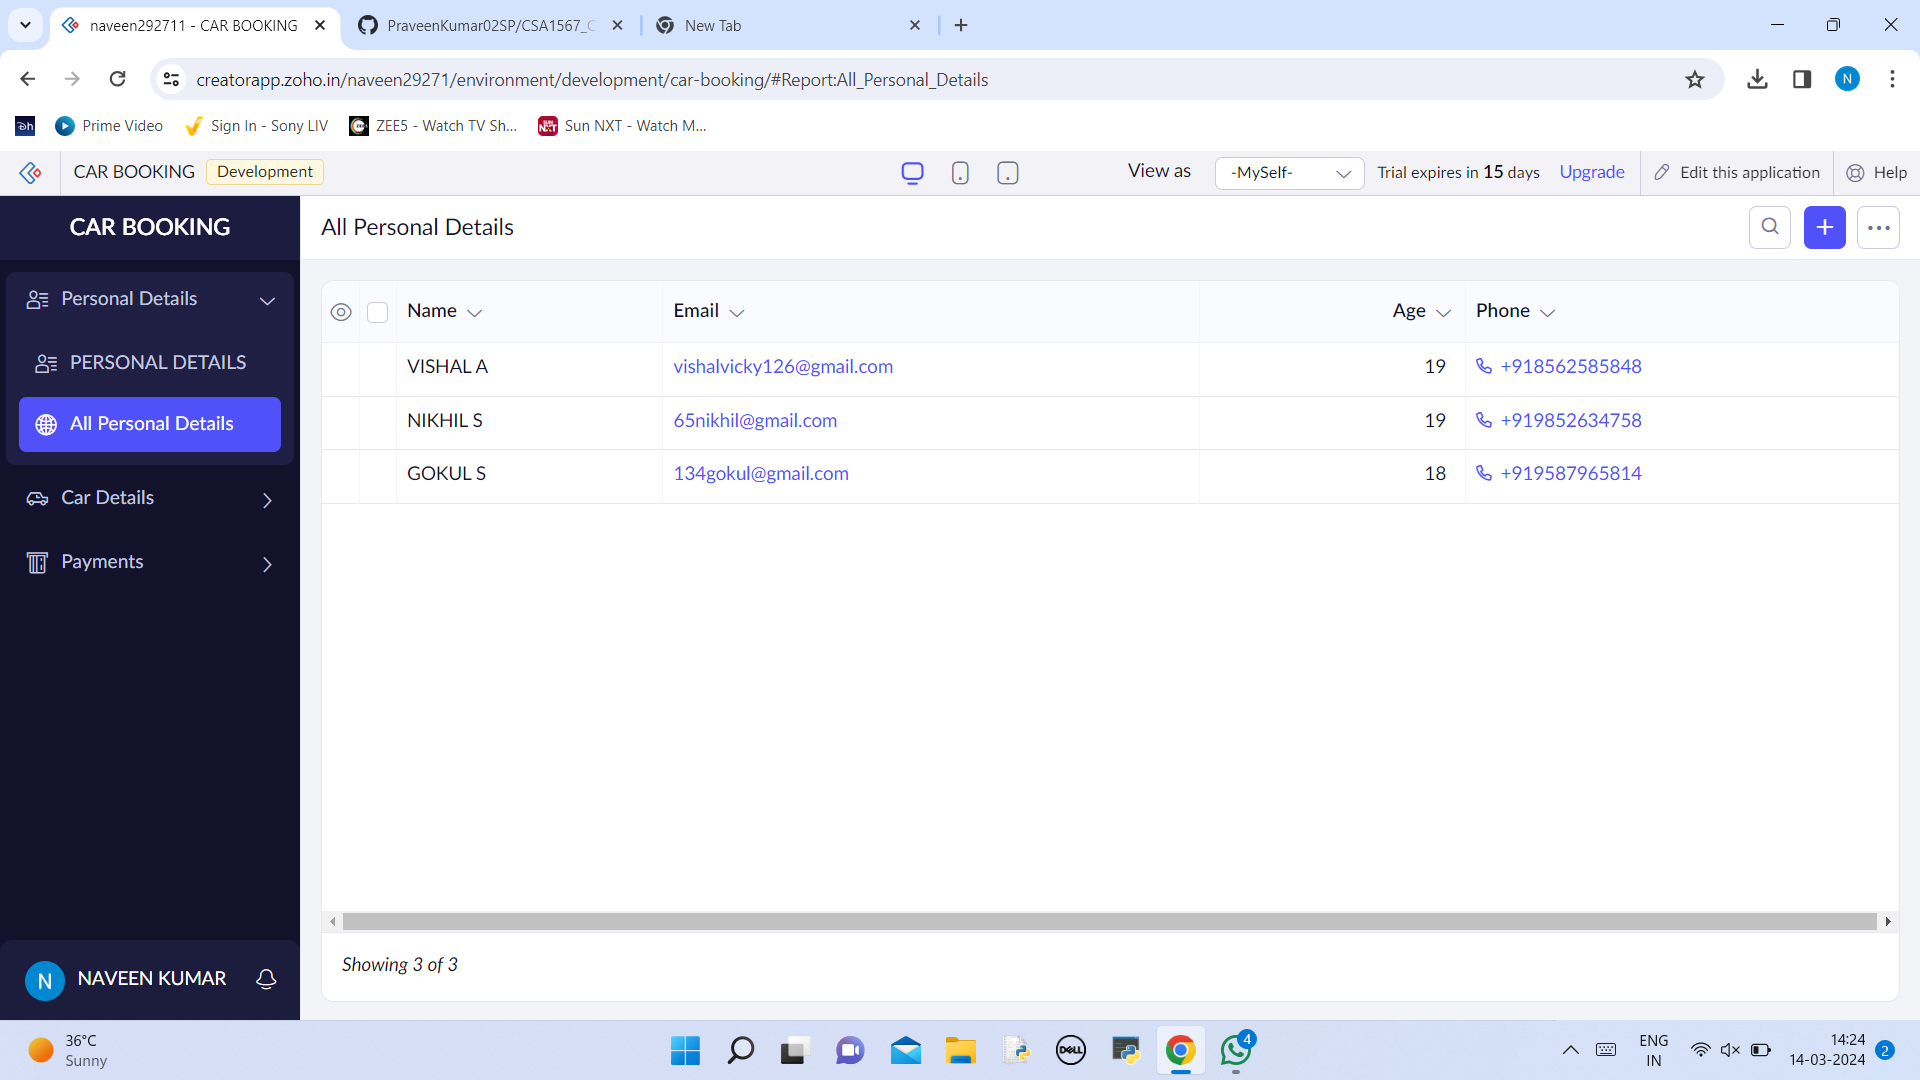 naveen292711 - CAR BOOKING
PraveenKumar02SP/CSA1567_C
New Tab
creatorapp.zoho.in/naveen29271/environment/development/car-booking/#Report:All_Personal_Details
N
Prime Video
Sign In - Sony LIV
ZEE5 - Watch TV Sh...
Sun NXT - Watch M...
CAR BOOKING
Development
View as
-MySelf-
Trial expires in 15 days
Upgrade
Edit this application
Help
CAR BOOKING
All Personal Details
Personal Details
PERSONAL DETAILS
All Personal Details
Car Details
Payments
Name Email Age Phone
VISHAL A vishalvicky126@gmail.com 19 +918562585848
NIKHIL S 65nikhil@gmail.com 19 +919852634758
GOKUL S 134gokul@gmail.com 18 +919587965814
Showing 3 of 3
N NAVEEN KUMAR
36°C
Sunny
DELL
4
ENG
IN
14:24
14-03-2024
2